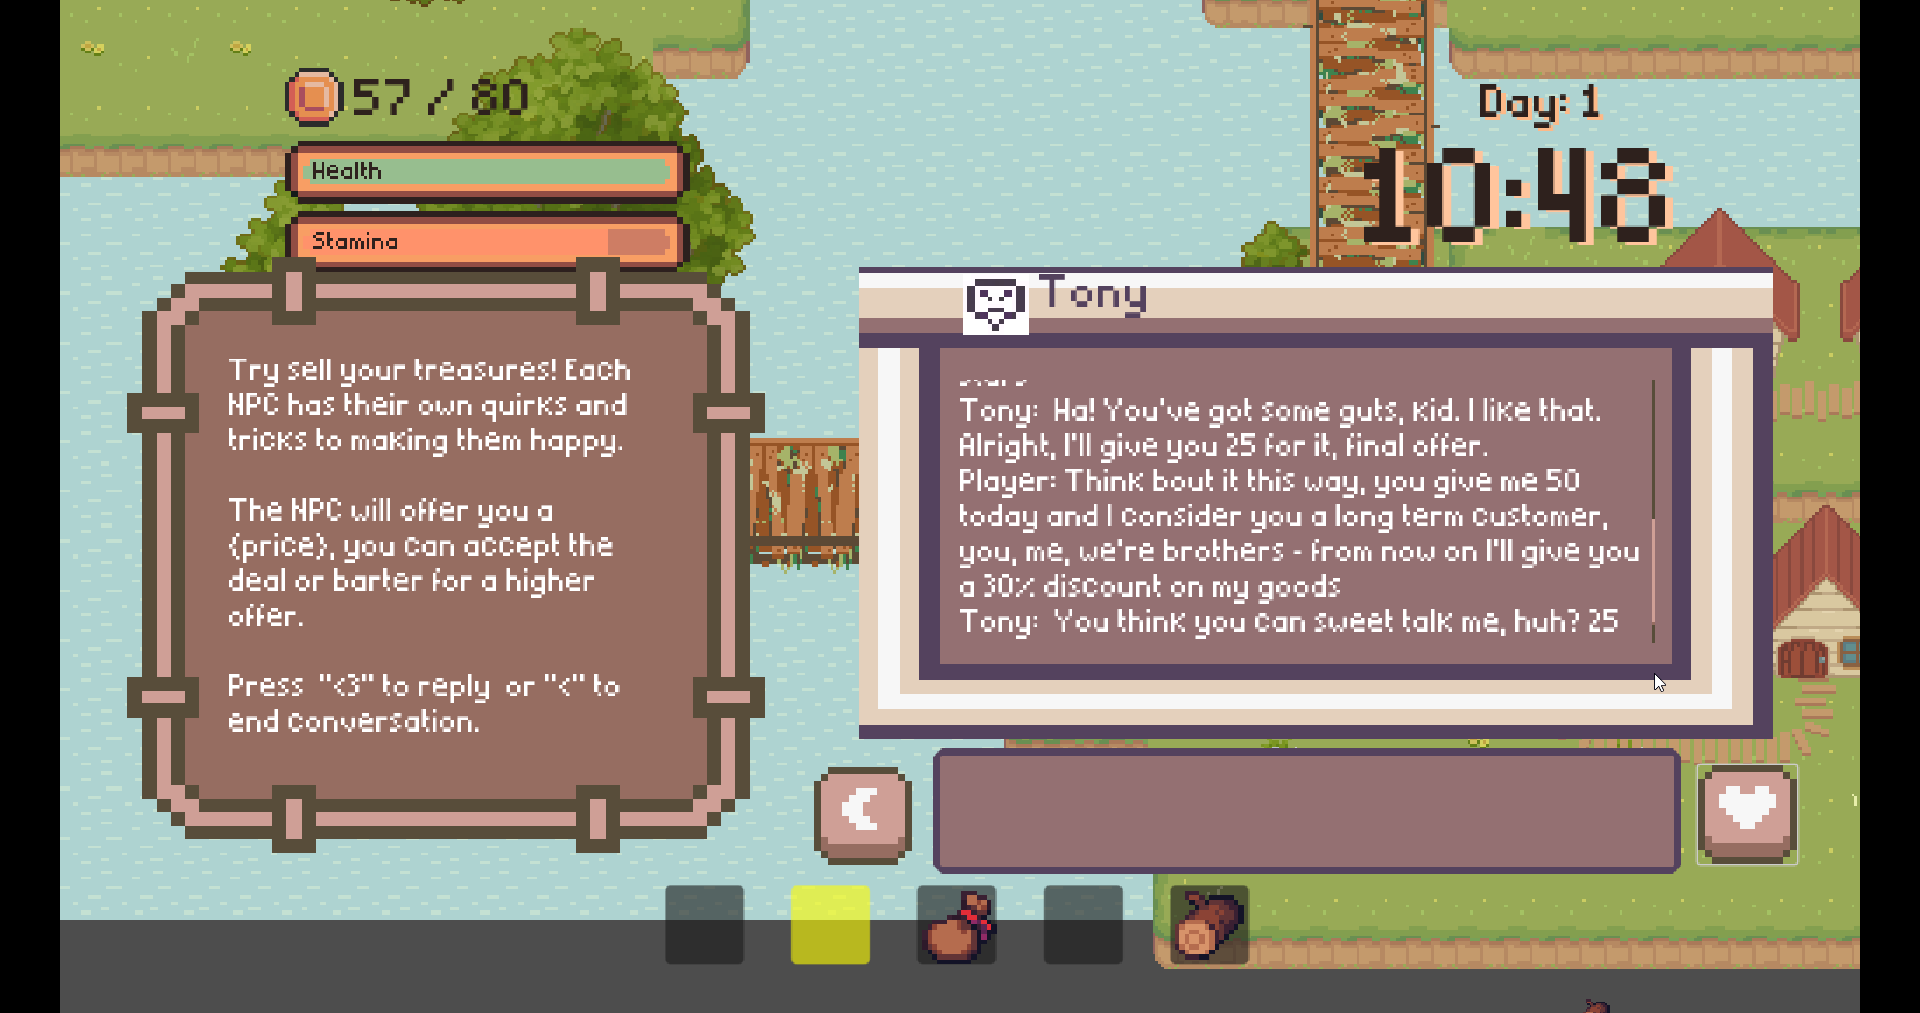 57 / 80
Health
Stamina
Day: 1
10:48
Try sell your treasures! Each
NPC has their own quirks and
tricks to making them happy.
The NPC will offer you a
{price}, you can accept the
deal or barter for a higher
offer.
Press "<3" to reply or "<" to
end conversation.
Tony
Tony: Ha! You've got some guts, kid. I like that.
Alright, I'll give you 25 for it, final offer.
Player: Think bout it this way, you give me 50
today and I consider you a long term customer,
you, me, we're brothers - from now on I'll give you
a 30% discount on my goods
Tony: You think you can sweet talk me, huh? 25